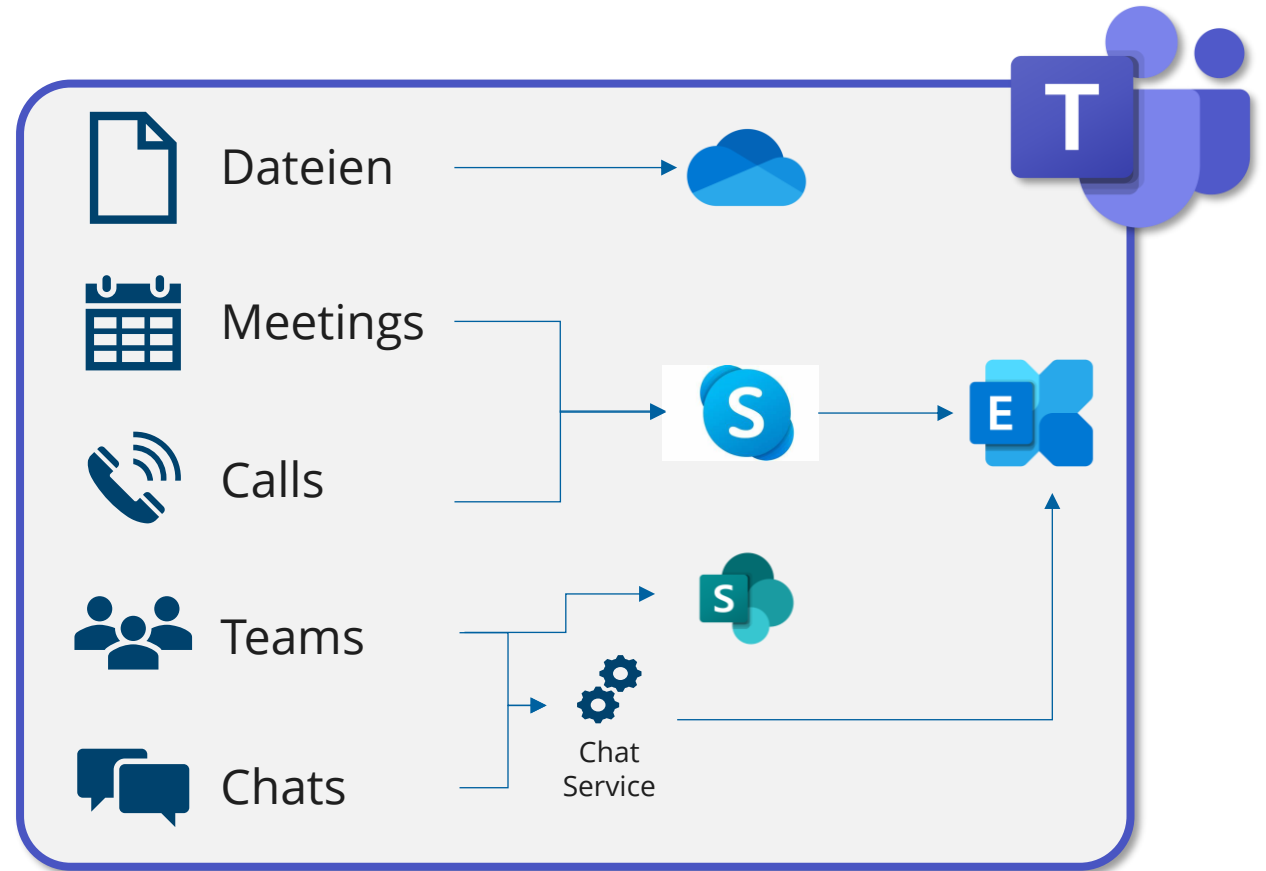 T
Dateien
Meetings
S
E
Calls
S
Teams
Chat
Service
Chats